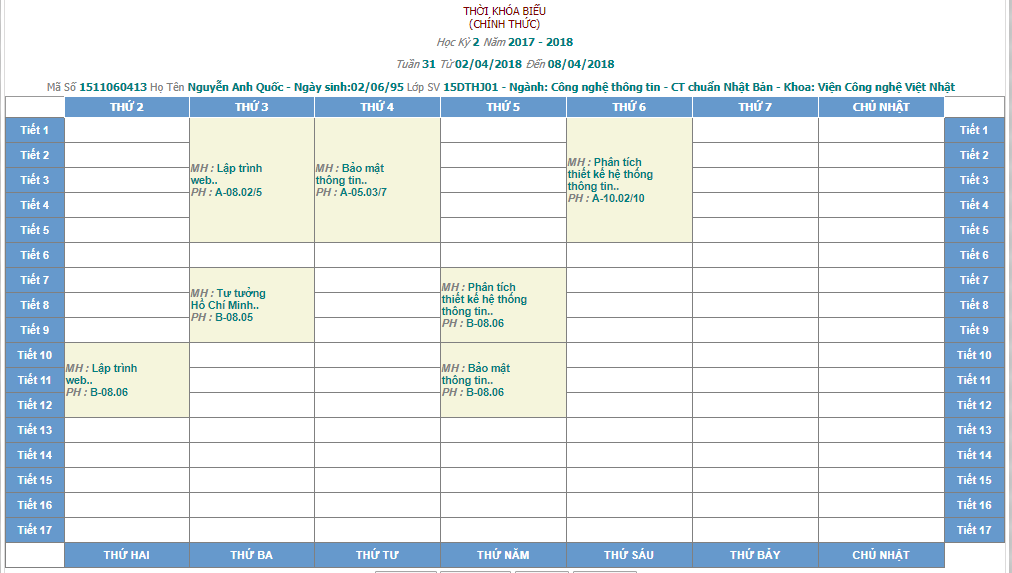 THỜI KHÓA BIỂU
(CHÍNH THỨC)
Học Kỳ 2 Năm 2017 - 2018
Tuần 31 Từ 02/04/2018 Đến 08/04/2018
Mã Số 1511060413 Họ Tên Nguyễn Anh Quốc - Ngày sinh:02/06/95 Lớp SV 15DTHJ01 - Ngành: Công nghệ thông tin - CT chuẩn Nhật Bản - Khoa: Viện Công nghệ Việt Nhật
THỨ 2 THỨ 3 THỨ 4 THỨ 5 THỨ 6 THỨ 7 CHỦ NHẬT
Tiết 1 Tiết 1
Tiết 2 Tiết 2
Tiết 3 Tiết 3
Tiết 4 Tiết 4
Tiết 5 Tiết 5
MH : Lập trình
web..
PH : A-08.02/5
MH : Bảo mật
thông tin..
PH : A-05.03/7
MH : Phân tích
thiết kế hệ thống
thông tin..
PH : A-10.02/10
Tiết 6 Tiết 6
Tiết 7 Tiết 7
Tiết 8 Tiết 8
Tiết 9 Tiết 9
MH : Tư tưởng
Hồ Chí Minh..
PH : B-08.05
MH : Phân tích
thiết kế hệ thống
thông tin..
PH : B-08.06
Tiết 10 Tiết 10
Tiết 11 Tiết 11
Tiết 12 Tiết 12
MH : Lập trình
web..
PH : B-08.06
MH : Bảo mật
thông tin..
PH : B-08.06
Tiết 13 Tiết 13
Tiết 14 Tiết 14
Tiết 15 Tiết 15
Tiết 16 Tiết 16
Tiết 17 Tiết 17
THỨ HAI THỨ BA THỨ TƯ THỨ NĂM THỨ SÁU THỨ BẢY CHỦ NHẬT